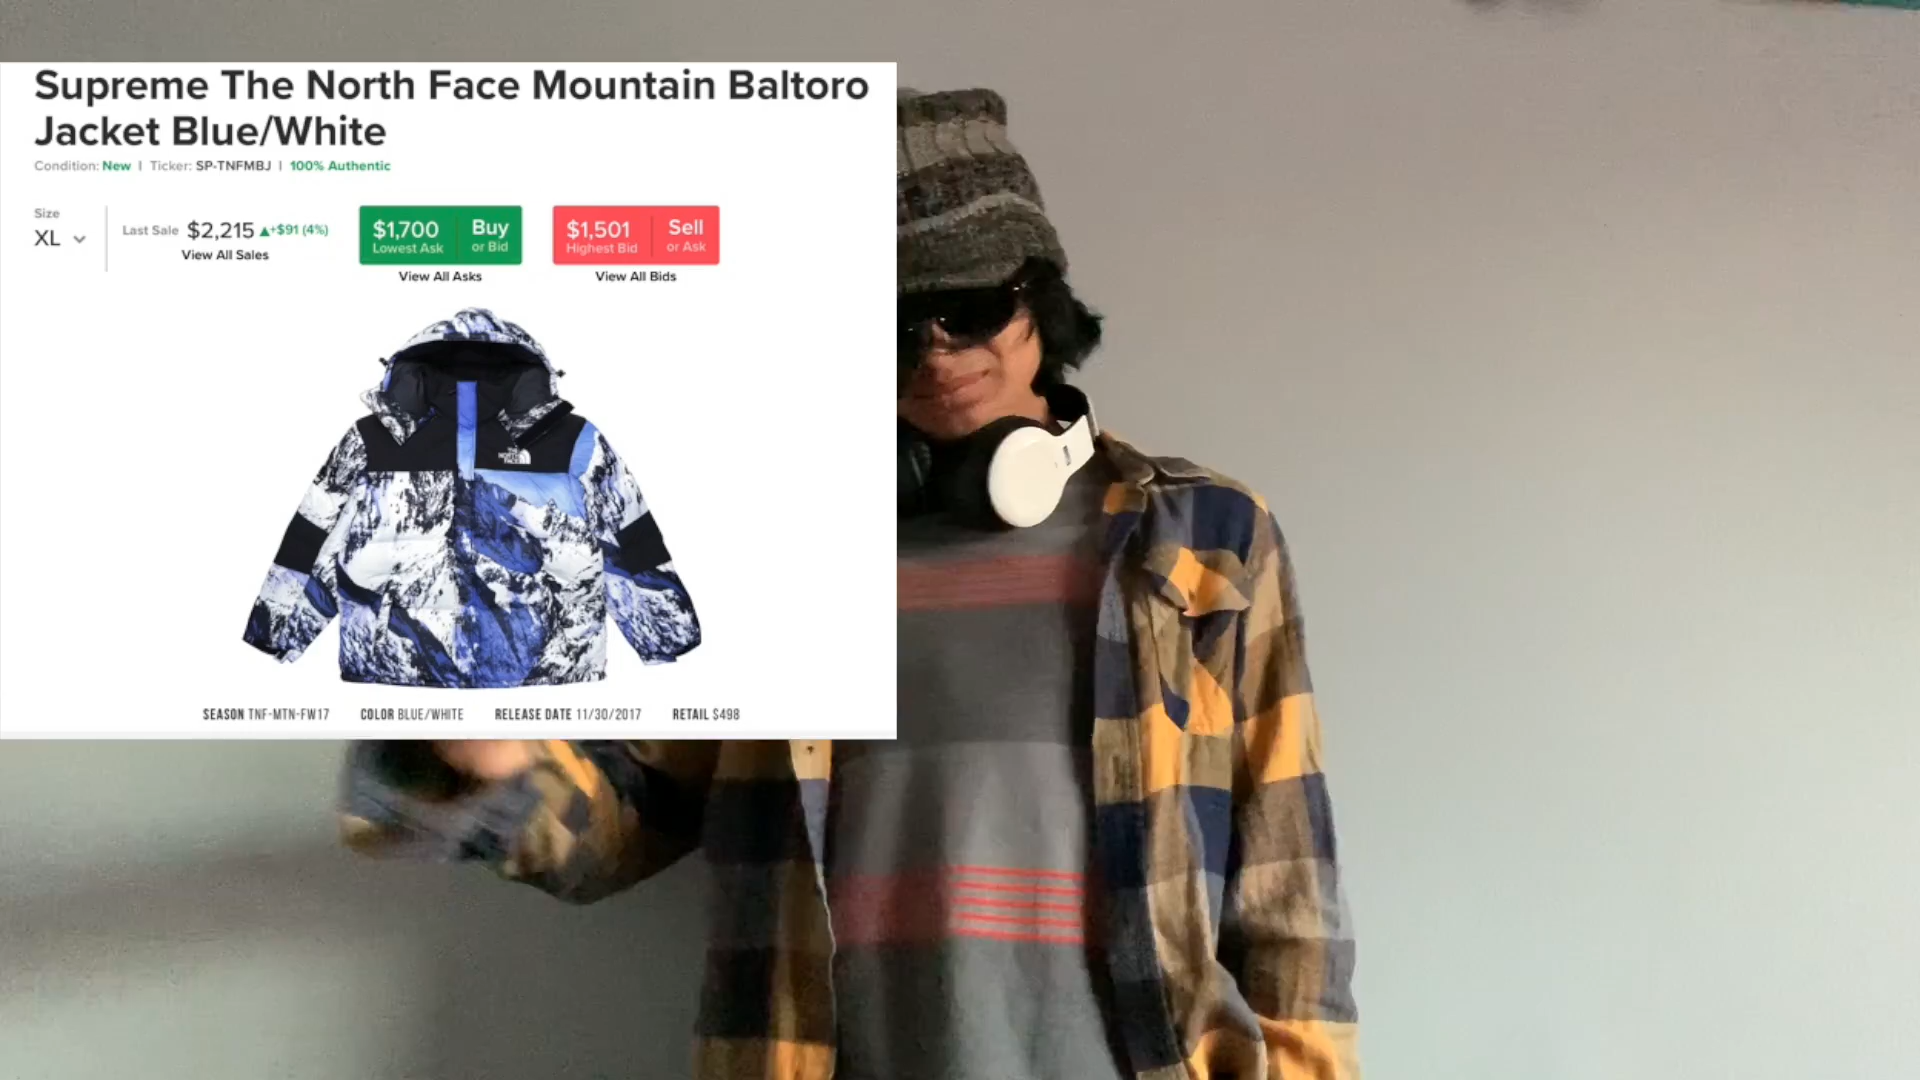 Supreme The North Face Mountain Baltoro
Jacket Blue/White
Condition: New | Ticker: SP-TNFMBJ | 100% Authentic
Size
XL
Last Sale $2,215 ▲+$91 (4%)
View All Sales
$1,700 Buy
Lowest Ask or Bid
View All Asks
$1,501 Sell
Highest Bid or Ask
View All Bids
THE
NORTH
FACE
SEASON TNF-MTN-FW17 COLOR BLUE/WHITE RELEASE DATE 11/30/2017 RETAIL $498